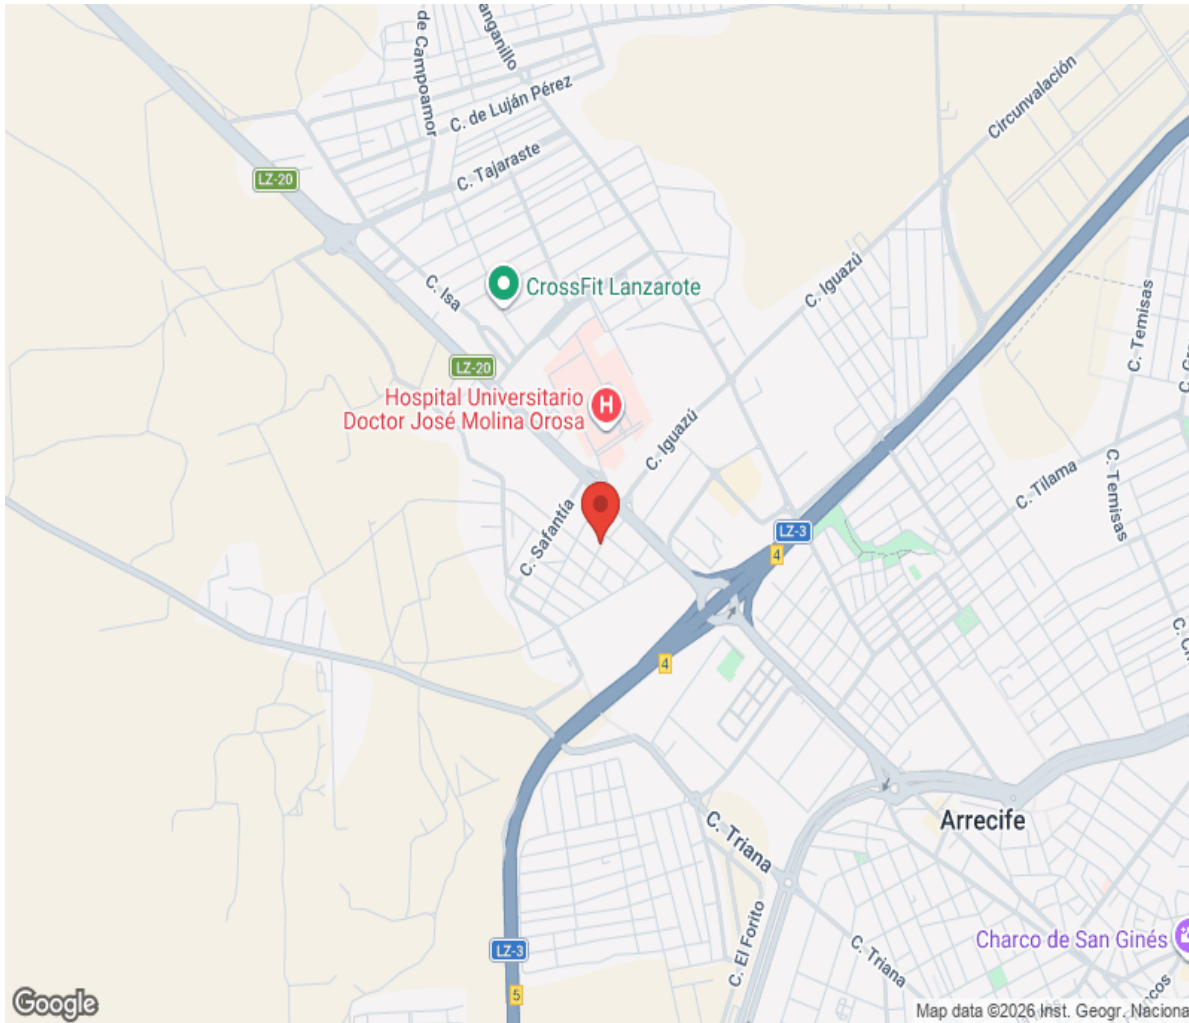 de Campoamor
anganillo
C. de Luján Pérez
Circunvalación
C. Tajaraste
LZ-20
C. Isa
CrossFit Lanzarote
C. Iguazú
C. Temisas
LZ-20
Hospital Universitario
Doctor José Molina Orosa
H
C. Iguazú
C. Tilama
C. Temisas
C. Safantía
LZ-3
4
4
C. Triana
Arrecife
C. El Forito
C. Triana
Charco de San Ginés
LZ-3
5
Google
Map data ©2026 Inst. Geogr. Naciona